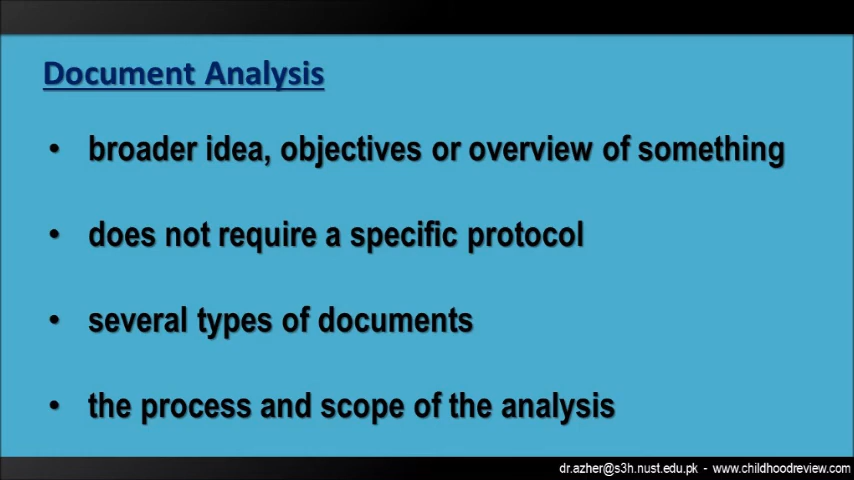 Document Analysis
• broader idea, objectives or overview of something
• does not require a specific protocol
• several types of documents
• the process and scope of the analysis
dr.azher@s3h.nust.edu.pk - www.childhoodreview.com